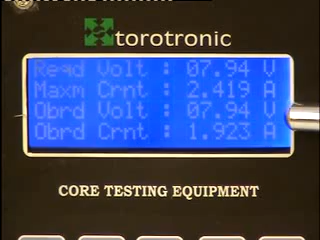 torotronic
Reqd Volt : 07.94 V
Maxm Crnt : 2.419 A
Obrd Volt : 07.94 V
Obrd Crnt : 1.923 A
CORE TESTING EQUIPMENT